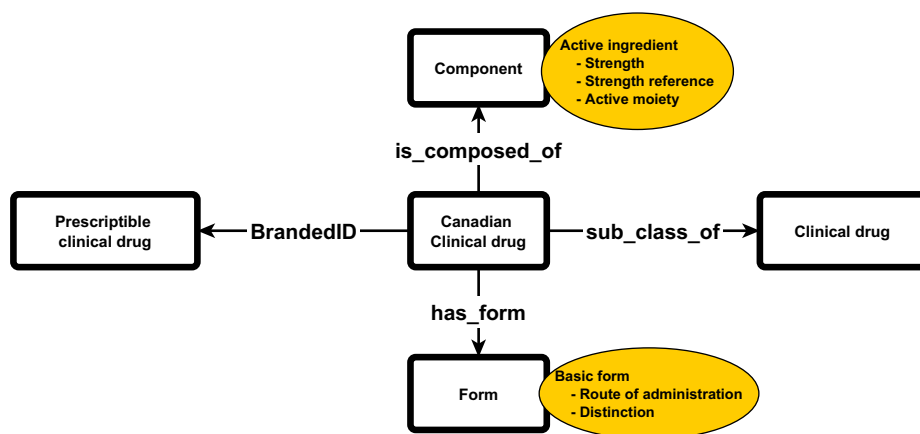 Component
Active ingredient
- Strength
- Strength reference
- Active moiety
is_composed_of
Prescriptible
clinical drug
BrandedID
Canadian
Clinical drug
sub_class_of
Clinical drug
has_form
Form
Basic form
- Route of administration
- Distinction